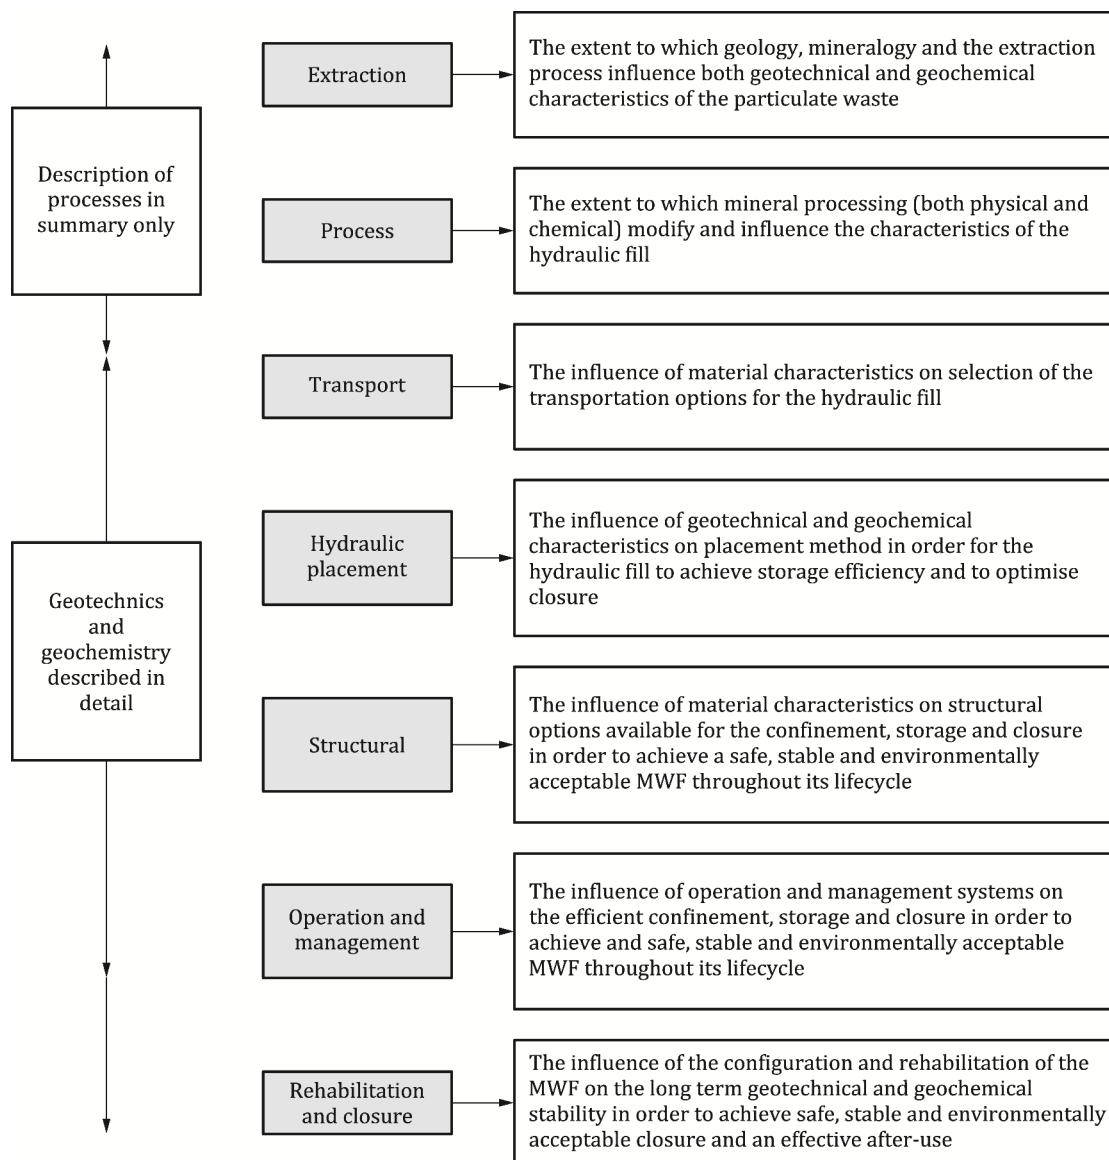 Extraction
The extent to which geology, mineralogy and the extraction
process influence both geotechnical and geochemical
characteristics of the particulate waste
Description of
processes in
summary only
Process
The extent to which mineral processing (both physical and
chemical) modify and influence the characteristics of the
hydraulic fill
Transport
The influence of material characteristics on selection of the
transportation options for the hydraulic fill
Hydraulic
placement
The influence of geotechnical and geochemical
characteristics on placement method in order for the
hydraulic fill to achieve storage efficiency and to optimise
closure
Geotechnics
and
geochemistry
described in
detail
Structural
The influence of material characteristics on structural
options available for the confinement, storage and closure
in order to achieve a safe, stable and environmentally
acceptable MWF throughout its lifecycle
Operation and
management
The influence of operation and management systems on
the efficient confinement, storage and closure in order to
achieve and safe, stable and environmentally acceptable
MWF throughout its lifecycle
Rehabilitation
and closure
The influence of the configuration and rehabilitation of the
MWF on the long term geotechnical and geochemical
stability in order to achieve safe, stable and environmentally
acceptable closure and an effective after-use